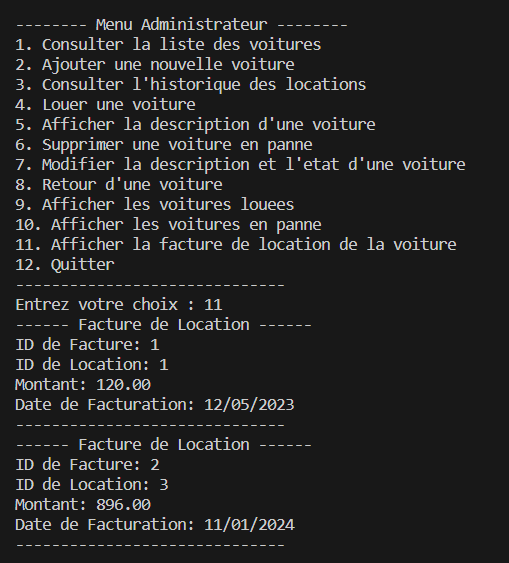 -------- Menu Administrateur --------
1. Consulter la liste des voitures
2. Ajouter une nouvelle voiture
3. Consulter l'historique des locations
4. Louer une voiture
5. Afficher la description d'une voiture
6. Supprimer une voiture en panne
7. Modifier la description et l'etat d'une voiture
8. Retour d'une voiture
9. Afficher les voitures louees
10. Afficher les voitures en panne
11. Afficher la facture de location de la voiture
12. Quitter
------------------------------
Entrez votre choix : 11
------ Facture de Location ------
ID de Facture: 1
ID de Location: 1
Montant: 120.00
Date de Facturation: 12/05/2023
------------------------------
------ Facture de Location ------
ID de Facture: 2
ID de Location: 3
Montant: 896.00
Date de Facturation: 11/01/2024
------------------------------